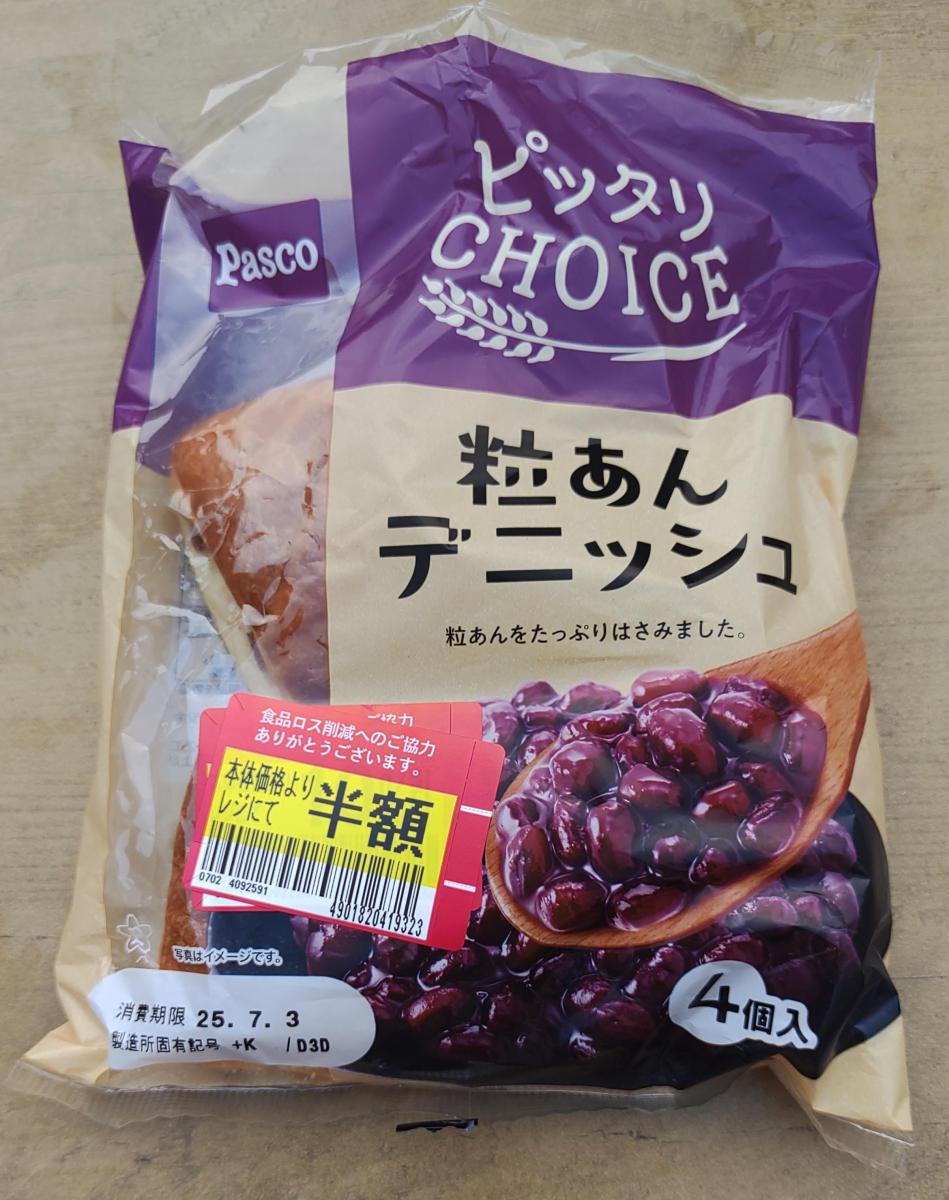 ピッタリ
CHOICE
Pasco
粒あん
デニッシュ
粒あんをたっぷりはさみました。
ご協力
食品ロス削減へのご協力
ありがとうございます。
本体価格より
レジにて
半額
0702 4092591
4901820419323
写真はイメージです。
4個入
消費期限 25. 7. 3
製造所固有記号 +K /D3D